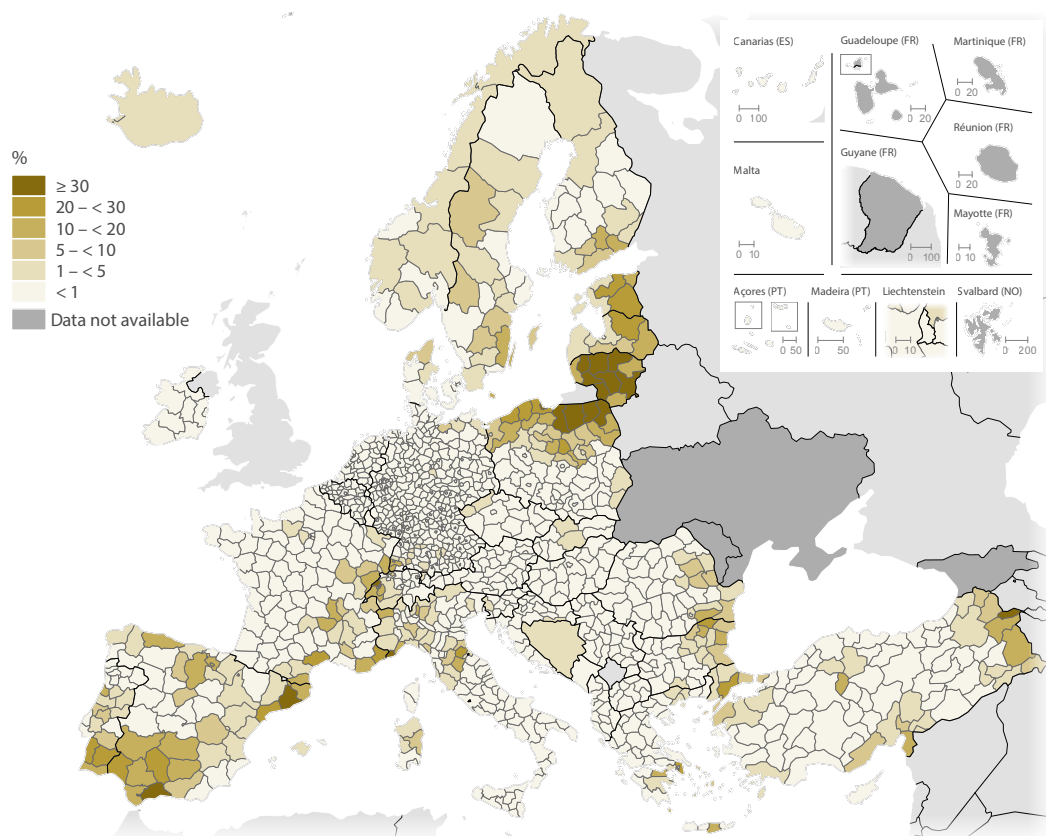 %
≥ 30
20 – < 30
10 – < 20
5 – < 10
1 – < 5
< 1
Data not available
Canarias (ES)
0 100
Guadeloupe (FR)
0 20
Martinique (FR)
0 20
Réunion (FR)
0 20
Malta
0 10
Guyane (FR)
0 100
Mayotte (FR)
0 10
Açores (PT)
0 50
Madeira (PT)
0 50
Liechtenstein
0 10
Svalbard (NO)
0 200